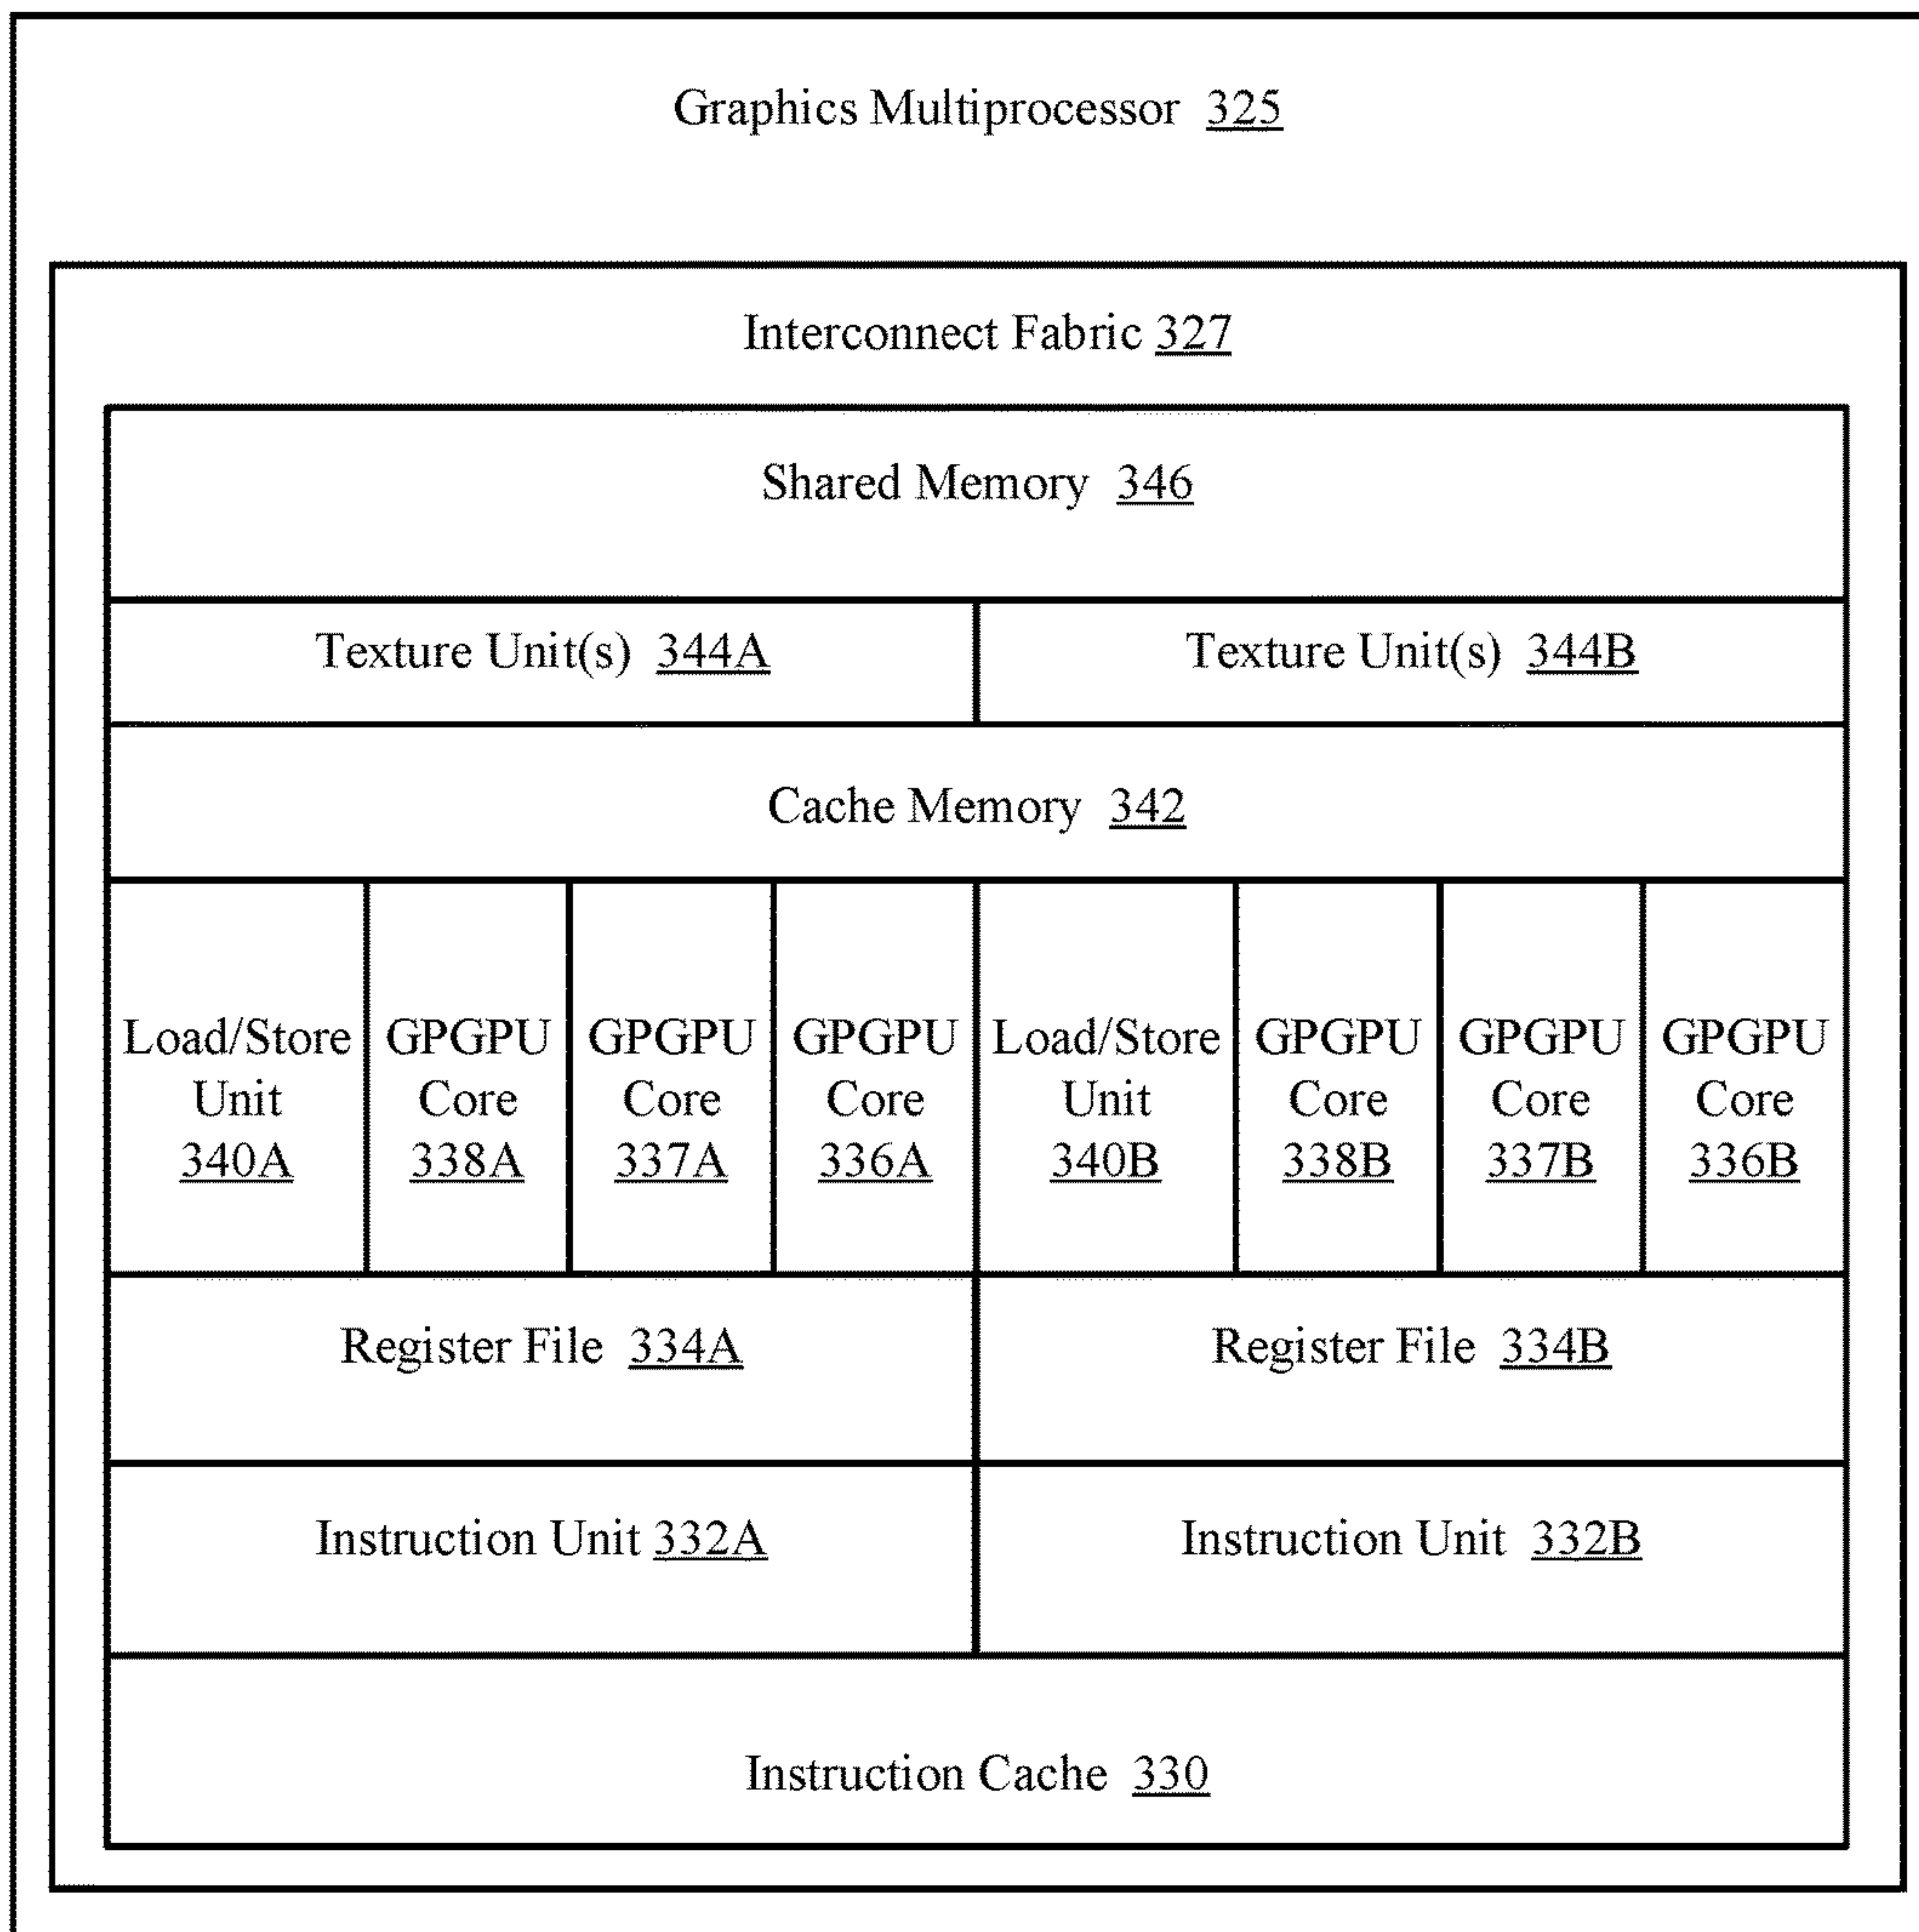 Graphics Multiprocessor 325
Interconnect Fabric 327
Shared Memory 346
Texture Unit(s) 344A
Texture Unit(s) 344B
Cache Memory 342
Load/Store
Unit
340A
GPGPU
Core
338A
GPGPU
Core
337A
GPGPU
Core
336A
Load/Store
Unit
340B
GPGPU
Core
338B
GPGPU
Core
337B
GPGPU
Core
336B
Register File 334A
Register File 334B
Instruction Unit 332A
Instruction Unit 332B
Instruction Cache 330